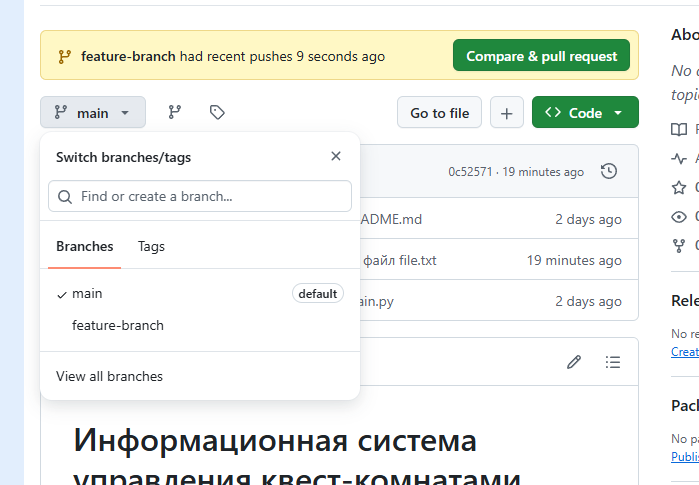 feature-branch had recent pushes 9 seconds ago
Compare & pull request
main
Go to file
Code
Switch branches/tags
Find or create a branch...
Branches
Tags
main
default
feature-branch
View all branches
0c52571 · 19 minutes ago
ADME.md
2 days ago
файл file.txt
19 minutes ago
ain.py
2 days ago
Информационная система
управления квест-комнатами
Abo
No
topi
Rele
No re
Creat
Pack
No pa
Publis